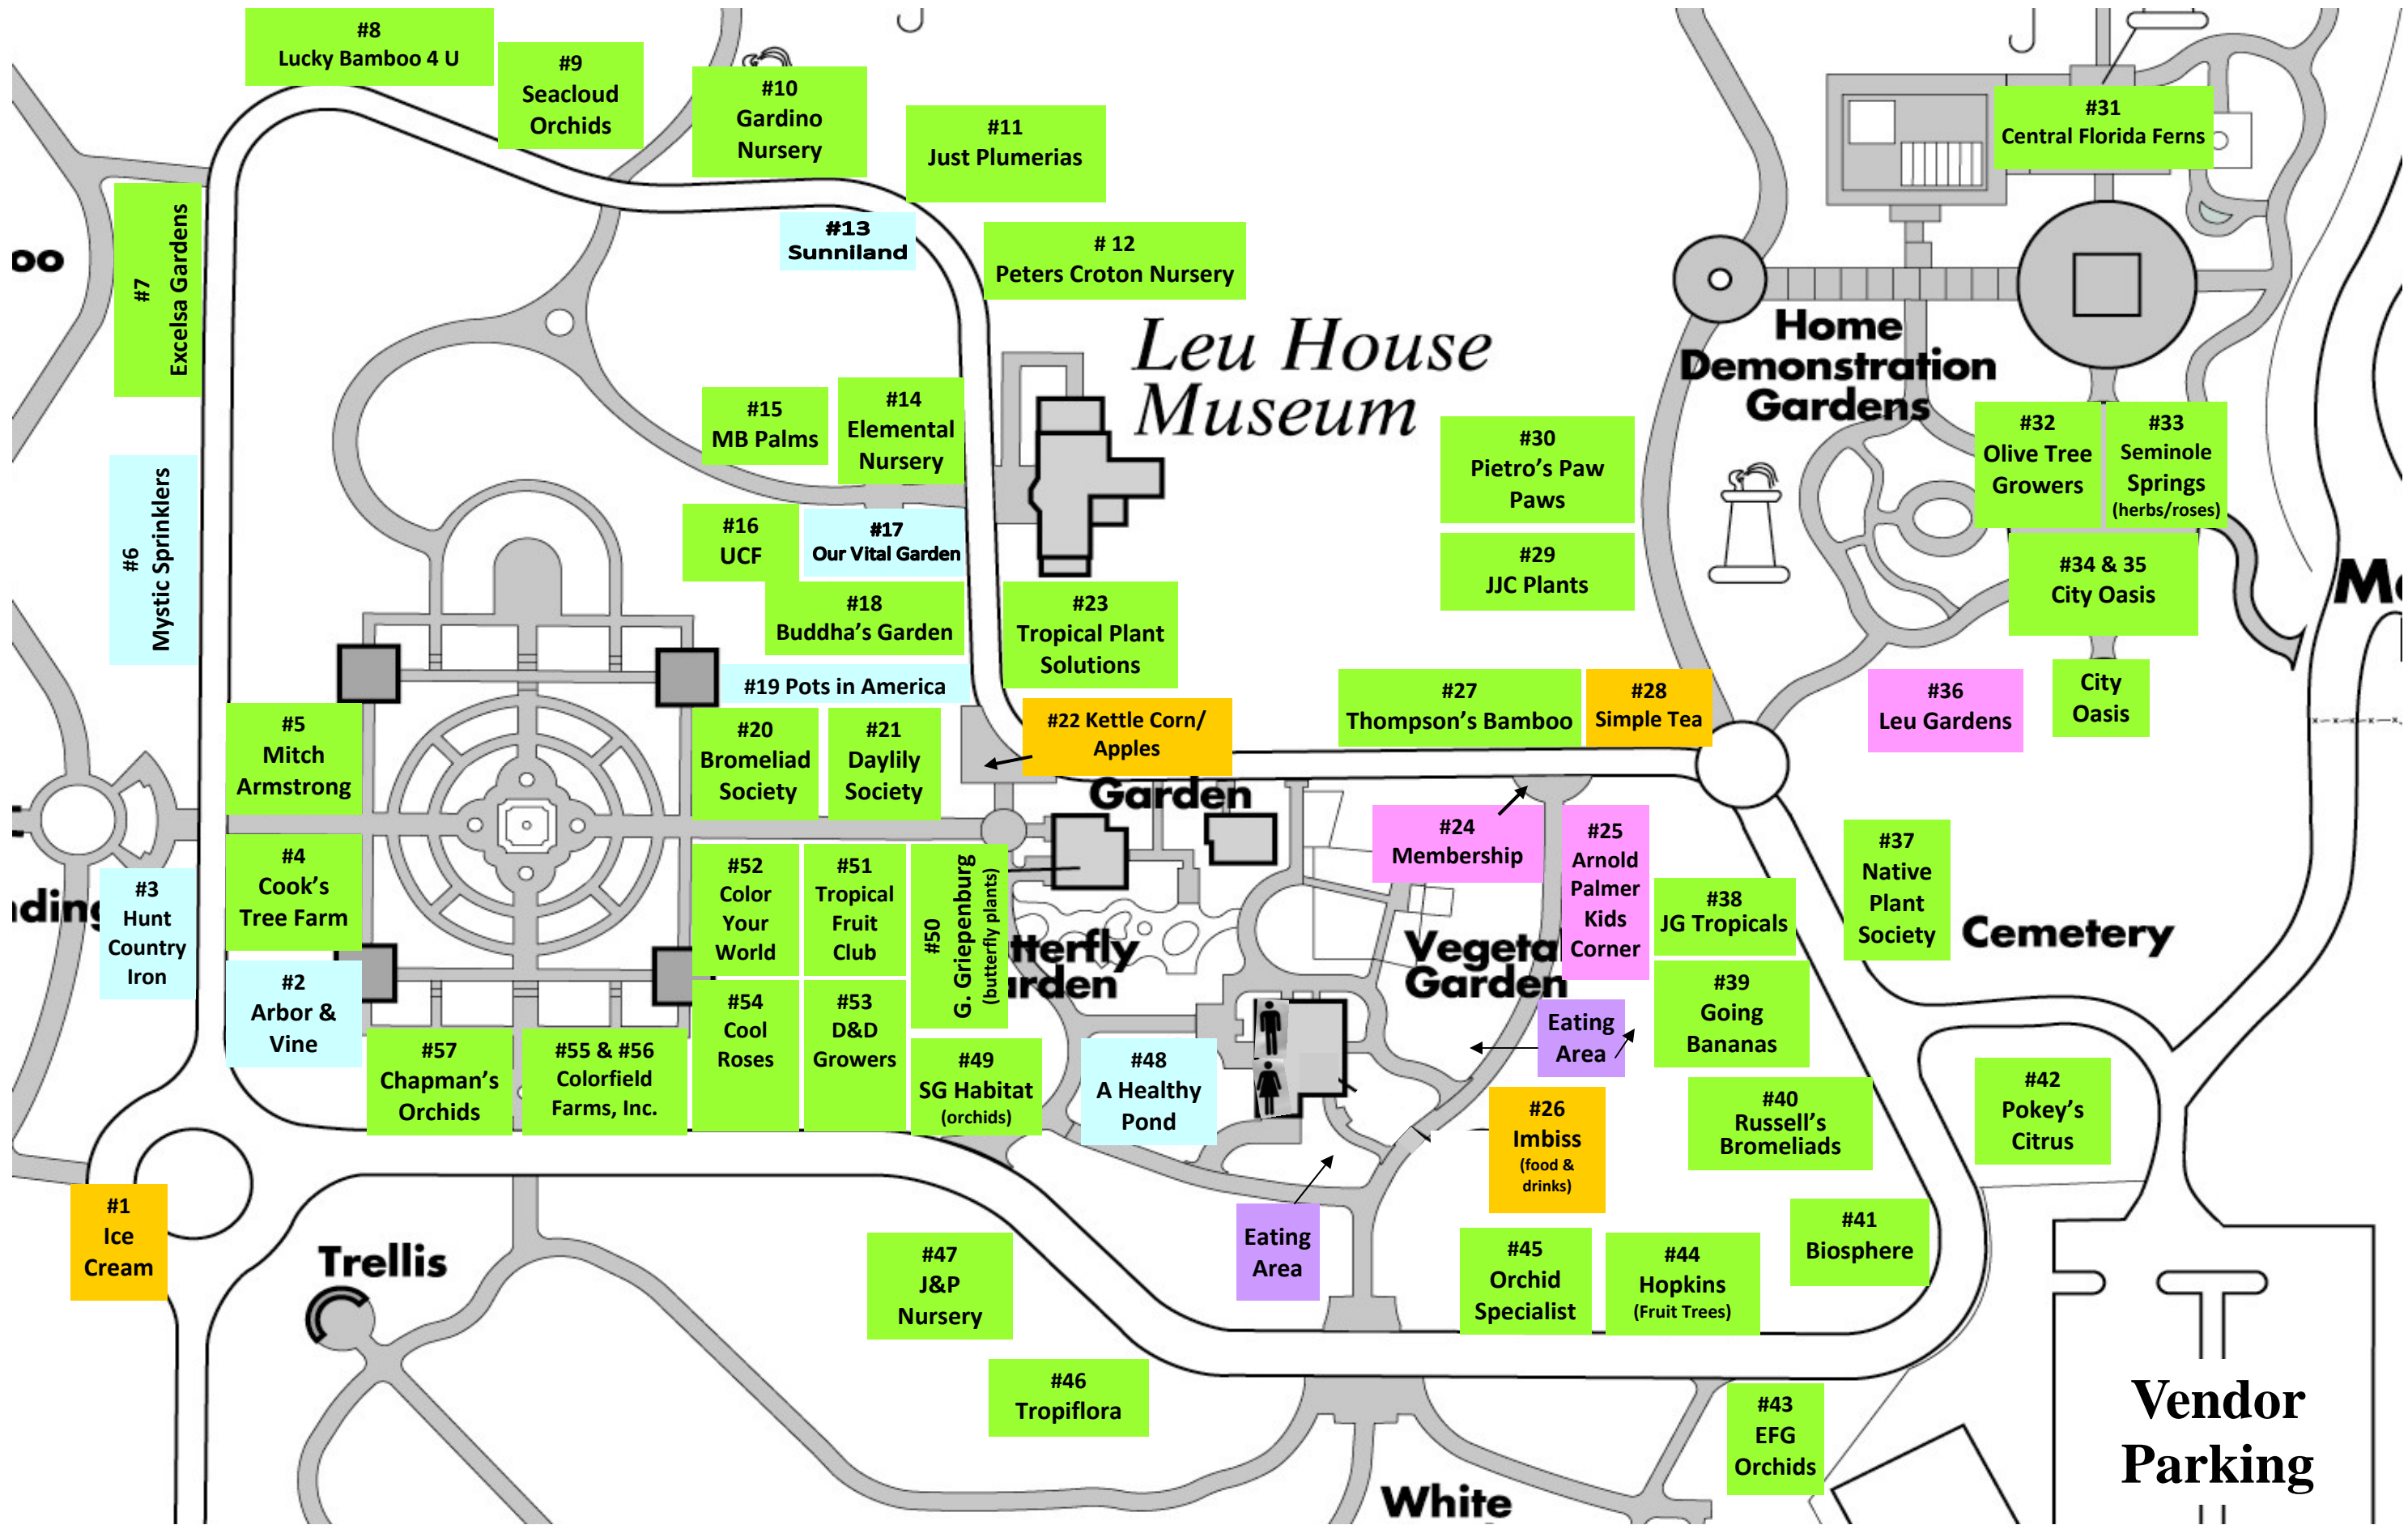 #8
Lucky Bamboo 4 U
#9
Seacloud
Orchids
#10
Gardino
Nursery
#11
Just Plumerias
# 12
Peters Croton Nursery
#13
Sunniland
#31
Central Florida Ferns
#7
Excelsa Gardens
oo
Leu House
Museum
Home
Demonstration
Gardens
#15
MB Palms
#14
Elemental
Nursery
#30
Pietro's Paw
Paws
#29
JJC Plants
#32
Olive Tree
Growers
#33
Seminole
Springs
(herbs/roses)
#34 & 35
City Oasis
City
Oasis
#6
Mystic Sprinklers
#16
UCF
#17
Our Vital Garden
#18
Buddha's Garden
#23
Tropical Plant
Solutions
#19 Pots in America
#5
Mitch
Armstrong
#20
Bromeliad
Society
#21
Daylily
Society
#22 Kettle Corn/
Apples
Garden
#27
Thompson's Bamboo
#28
Simple Tea
#36
Leu Gardens
#24
Membership
#25
Arnold
Palmer
Kids
Corner
#37
Native
Plant
Society
Cemetery
#38
JG Tropicals
#39
Going
Bananas
#4
Cook's
Tree Farm
#3
Hunt
Country
Iron
ding
#2
Arbor &
Vine
#52
Color
Your
World
#51
Tropical
Fruit
Club
#50
G. Griepenburg
(butterfly plants)
tterfly
arden
Vegeta
Garden
#54
Cool
Roses
#53
D&D
Growers
#57
Chapman's
Orchids
#55 & #56
Colorfield
Farms, Inc.
#49
SG Habitat
(orchids)
#48
A Healthy
Pond
Eating
Area
#26
Imbiss
(food &
drinks)
#40
Russell's
Bromeliads
#42
Pokey's
Citrus
#1
Ice
Cream
Trellis
#47
J&P
Nursery
Eating
Area
#45
Orchid
Specialist
#44
Hopkins
(Fruit Trees)
#41
Biosphere
#46
Tropiflora
#43
EFG
Orchids
White
Vendor
Parking